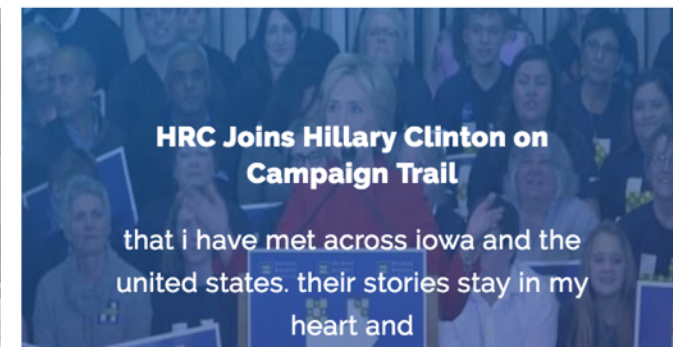 HRC Joins Hillary Clinton on
Campaign Trail
that i have met across iowa and the
united states. their stories stay in my
heart and